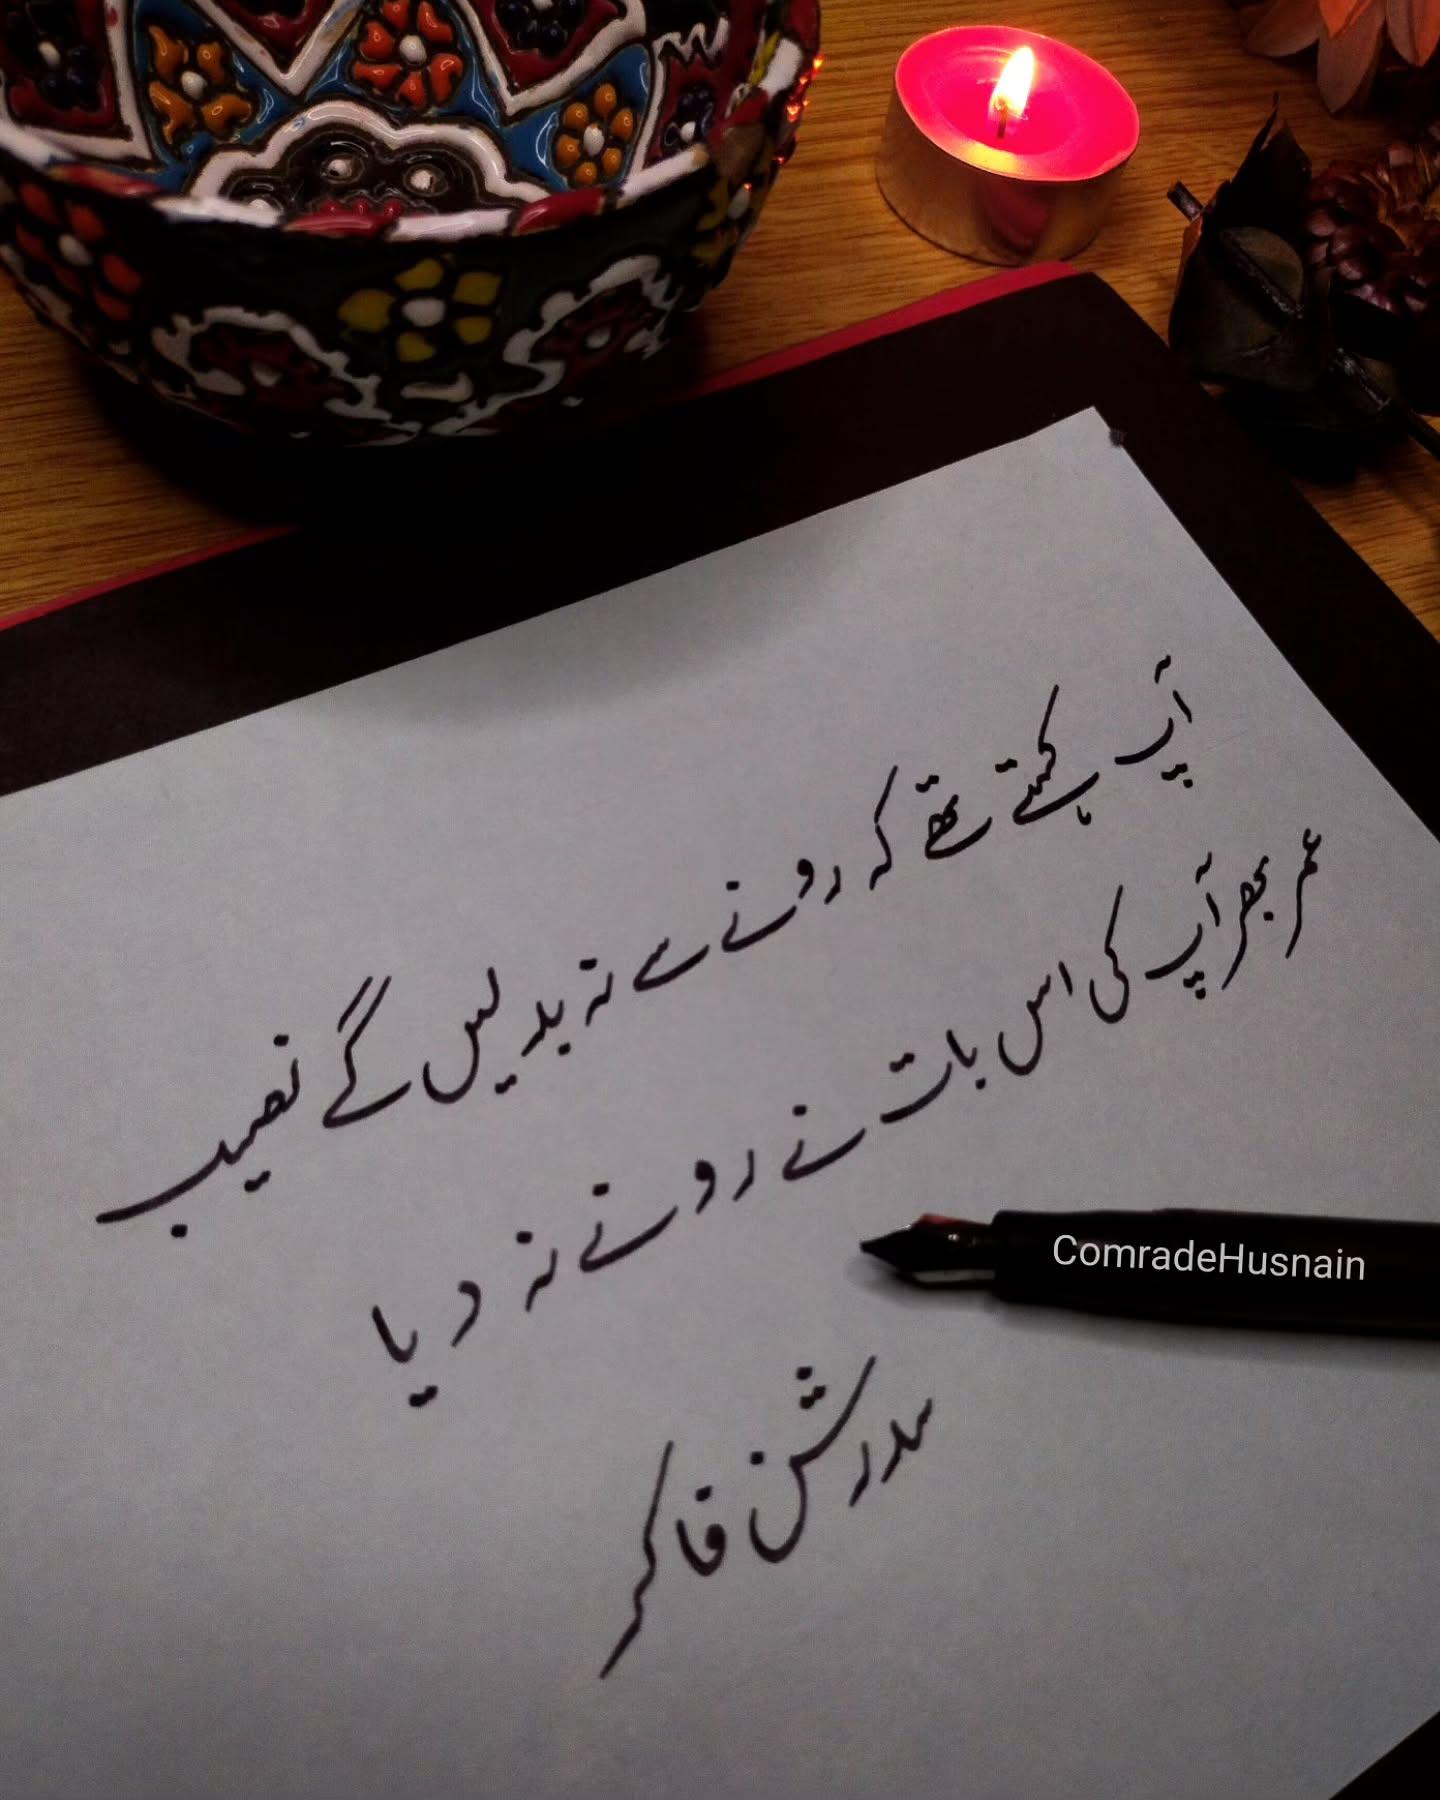 آپ کہتے تھے کہ رونے سے نہ بدلیں گے نصیب
عمر بھر آپ کی اس بات نے رونے نہ دیا
ComradeHusnain
سدرشن فاکر